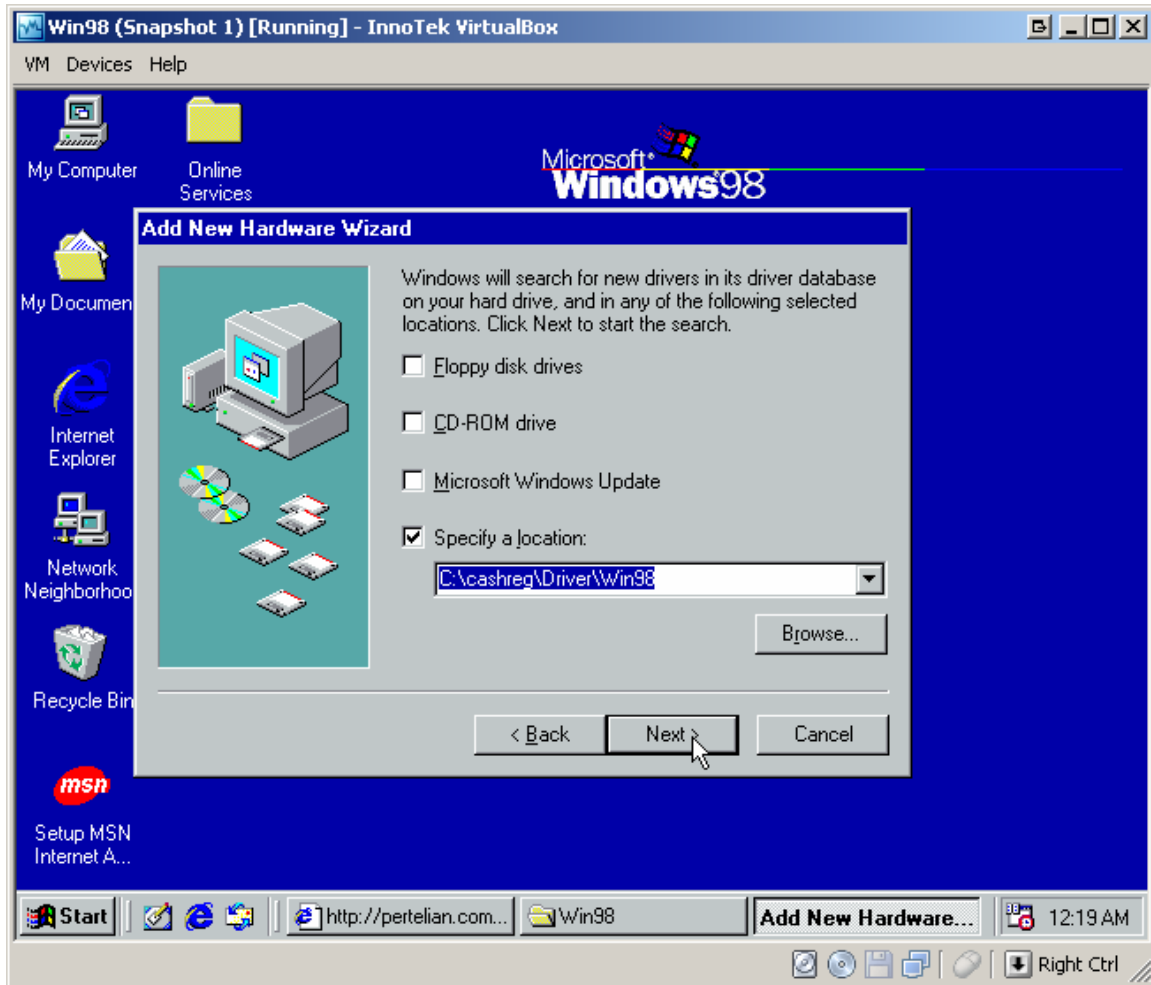 Win98 (Snapshot 1) [Running] - InnoTek VirtualBox
VM Devices Help
My Computer
Online
Services
Microsoft
Windows 98
Add New Hardware Wizard
Windows will search for new drivers in its driver database
on your hard drive, and in any of the following selected
locations. Click Next to start the search.
Floppy disk drives
CD-ROM drive
Microsoft Windows Update
Specify a location:
C:\cashreg\Driver\Win98
Browse...
< Back
Next >
Cancel
My Documen
Internet
Explorer
Network
Neighborhoo
Recycle Bin
msn
Setup MSN
Internet A...
Start
http://pertelian.com...
Win98
Add New Hardware...
12:19 AM
Right Ctrl